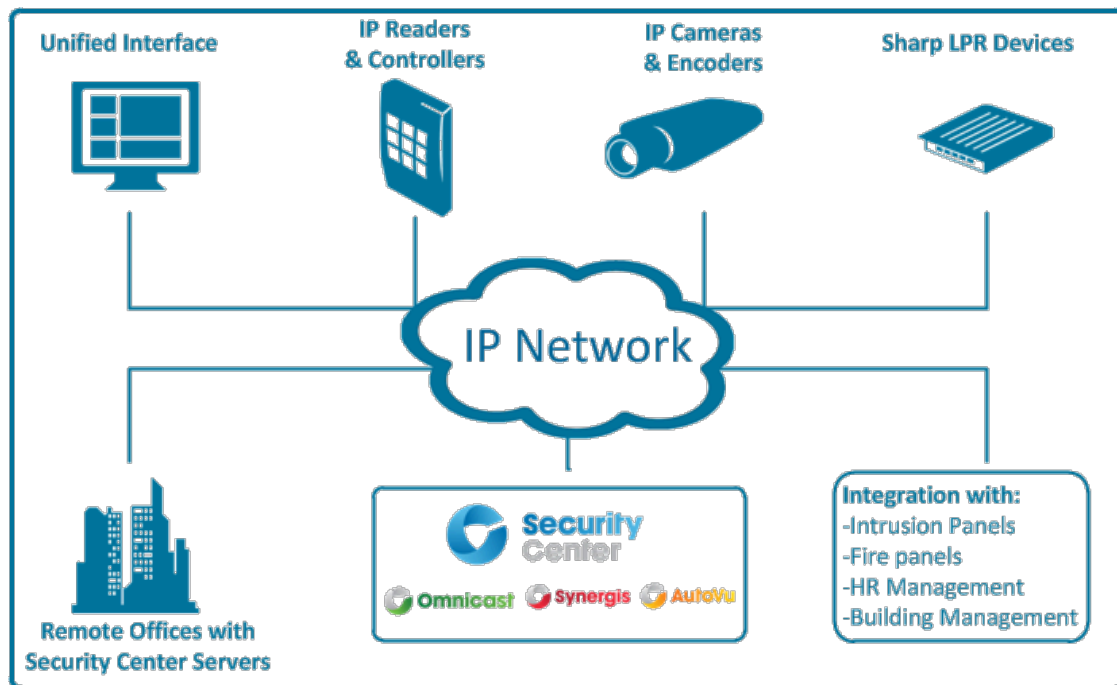 Unified Interface
IP Readers
& Controllers
IP Cameras
& Encoders
Sharp LPR Devices
IP Network
Remote Offices with
Security Center Servers
Security
Center
Omnicast Synergis AutoVu
Integration with:
-Intrusion Panels
-Fire panels
-HR Management
-Building Management